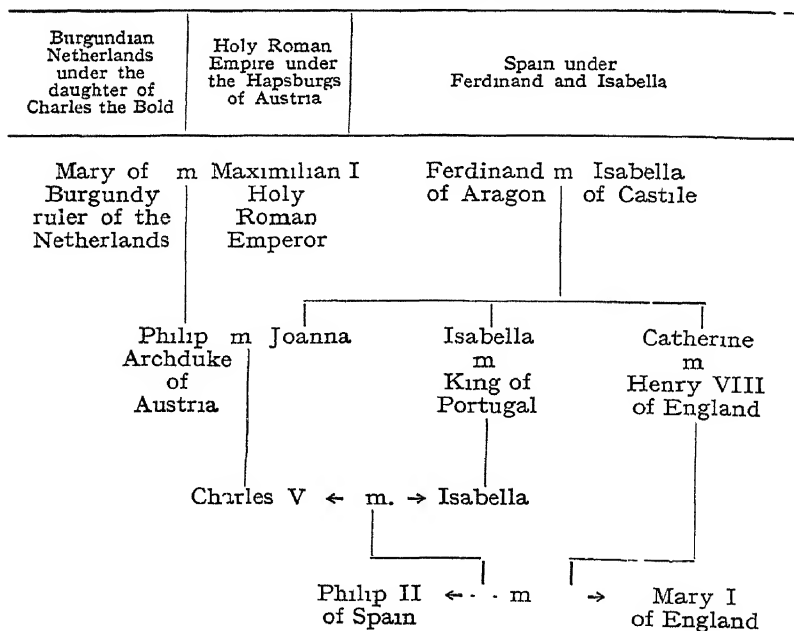 Burgundian
Netherlands
under the
daughter of
Charles the Bold
Holy Roman
Empire under
the Hapsburgs
of Austria
Spain under
Ferdinand and Isabella
Mary of m Maximilian I
Burgundy Holy
ruler of the Roman
Netherlands Emperor
Ferdinand m Isabella
of Aragon of Castile
Philip m Joanna
Archduke
of
Austria
Isabella
m
King of
Portugal
Catherine
m
Henry VIII
of England
Charles V ← m. → Isabella
Philip II ← · · m → Mary I
of Spain of England